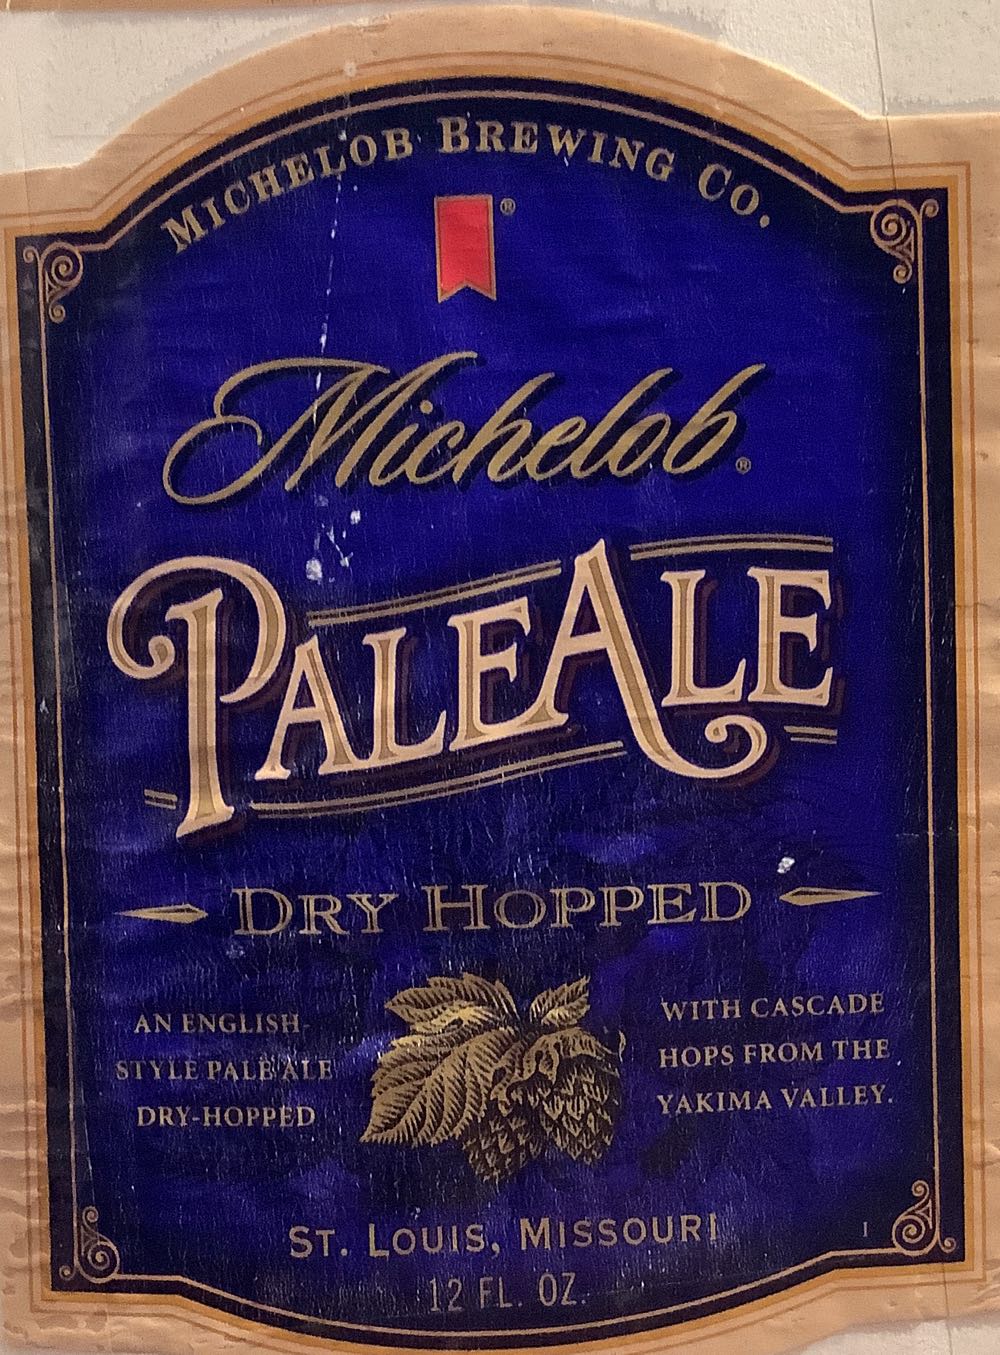 MICHELOB BREWING CO.
®
Michelob®
PALE ALE
DRY HOPPED
AN ENGLISH-
STYLE PALE ALE
DRY-HOPPED
WITH CASCADE
HOPS FROM THE
YAKIMA VALLEY.
ST. LOUIS, MISSOURI
I
12 FL. OZ.